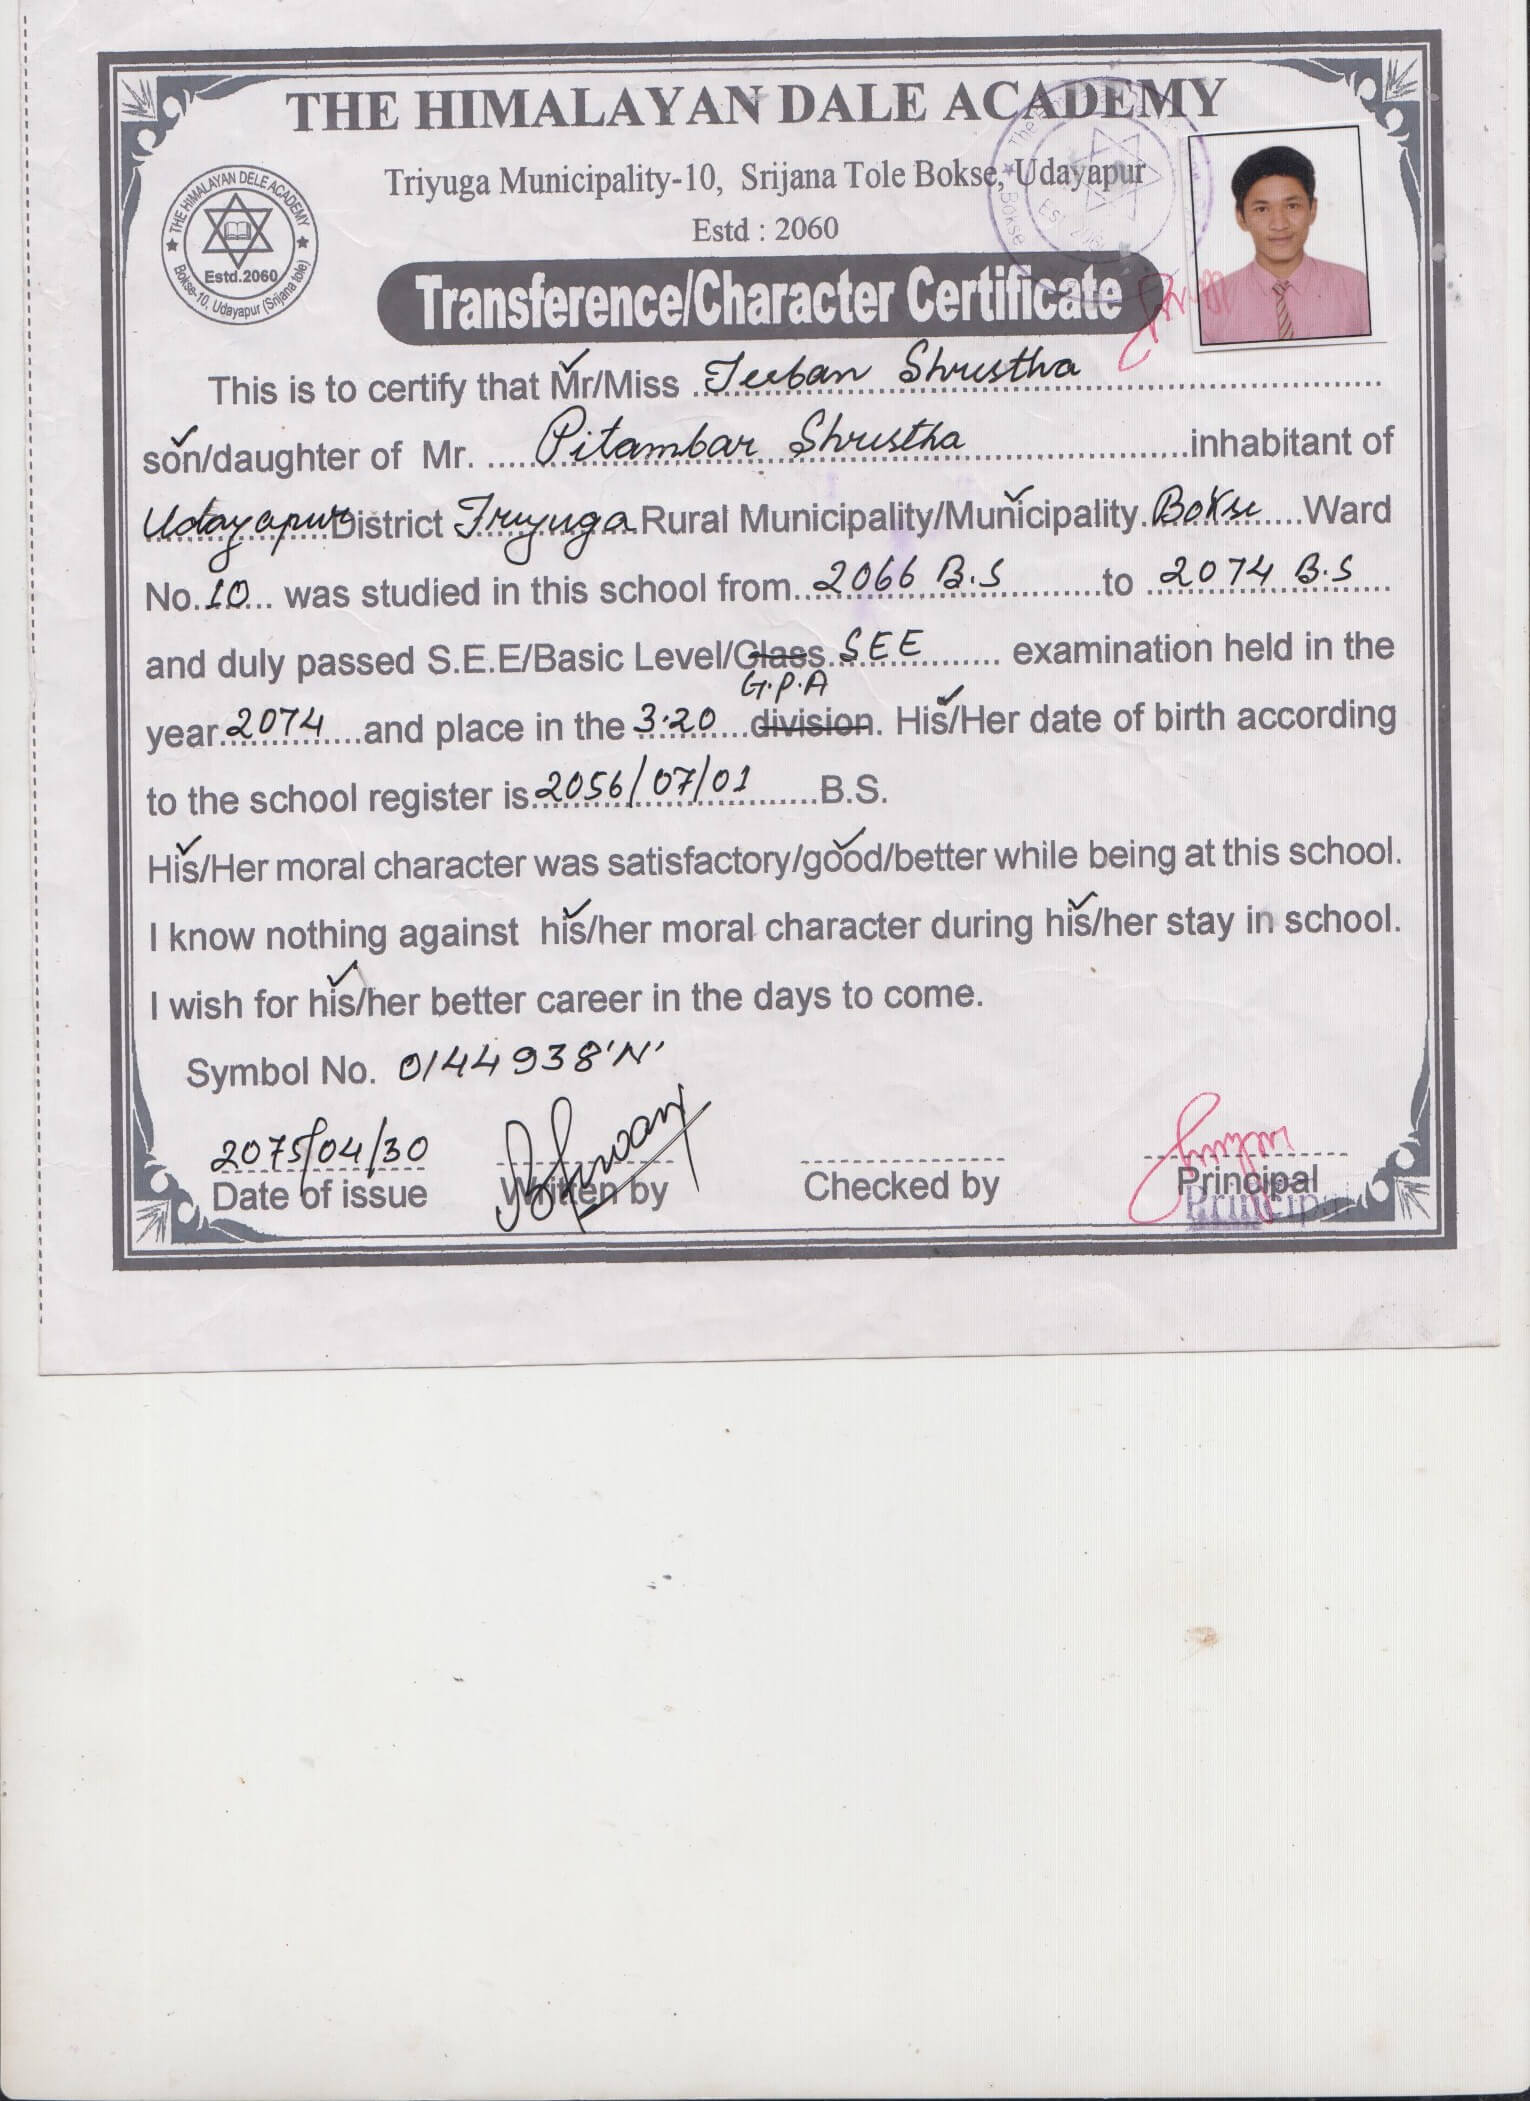 THE HIMALAYAN DALE ACADEMY
Triyuga Municipality-10, Srijana Tole Bokse, Udayapur
Estd : 2060
THE HIMALAYAN DELE ACADEMY
Estd.2060
Bokse-10, Udayapur (Srijana tole)
Transference/Character Certificate
This is to certify that Mr/Miss Jeeban Shrestha
son/daughter of Mr. Pitambar Shrestha inhabitant of
Udayapur District Triyuga Rural Municipality/Municipality. Bokse Ward
No. 10 was studied in this school from 2066 B.S to 2074 B.S
and duly passed S.E.E/Basic Level/Class SEE examination held in the
G.P.A
year 2074 and place in the 3.20 division. His/Her date of birth according
to the school register is 2056/07/01 B.S.
His/Her moral character was satisfactory/good/better while being at this school.
I know nothing against his/her moral character during his/her stay in school.
I wish for his/her better career in the days to come.
Symbol No. 0144938'N'
2075/04/30
Date of issue Written by Checked by Principal
Principal